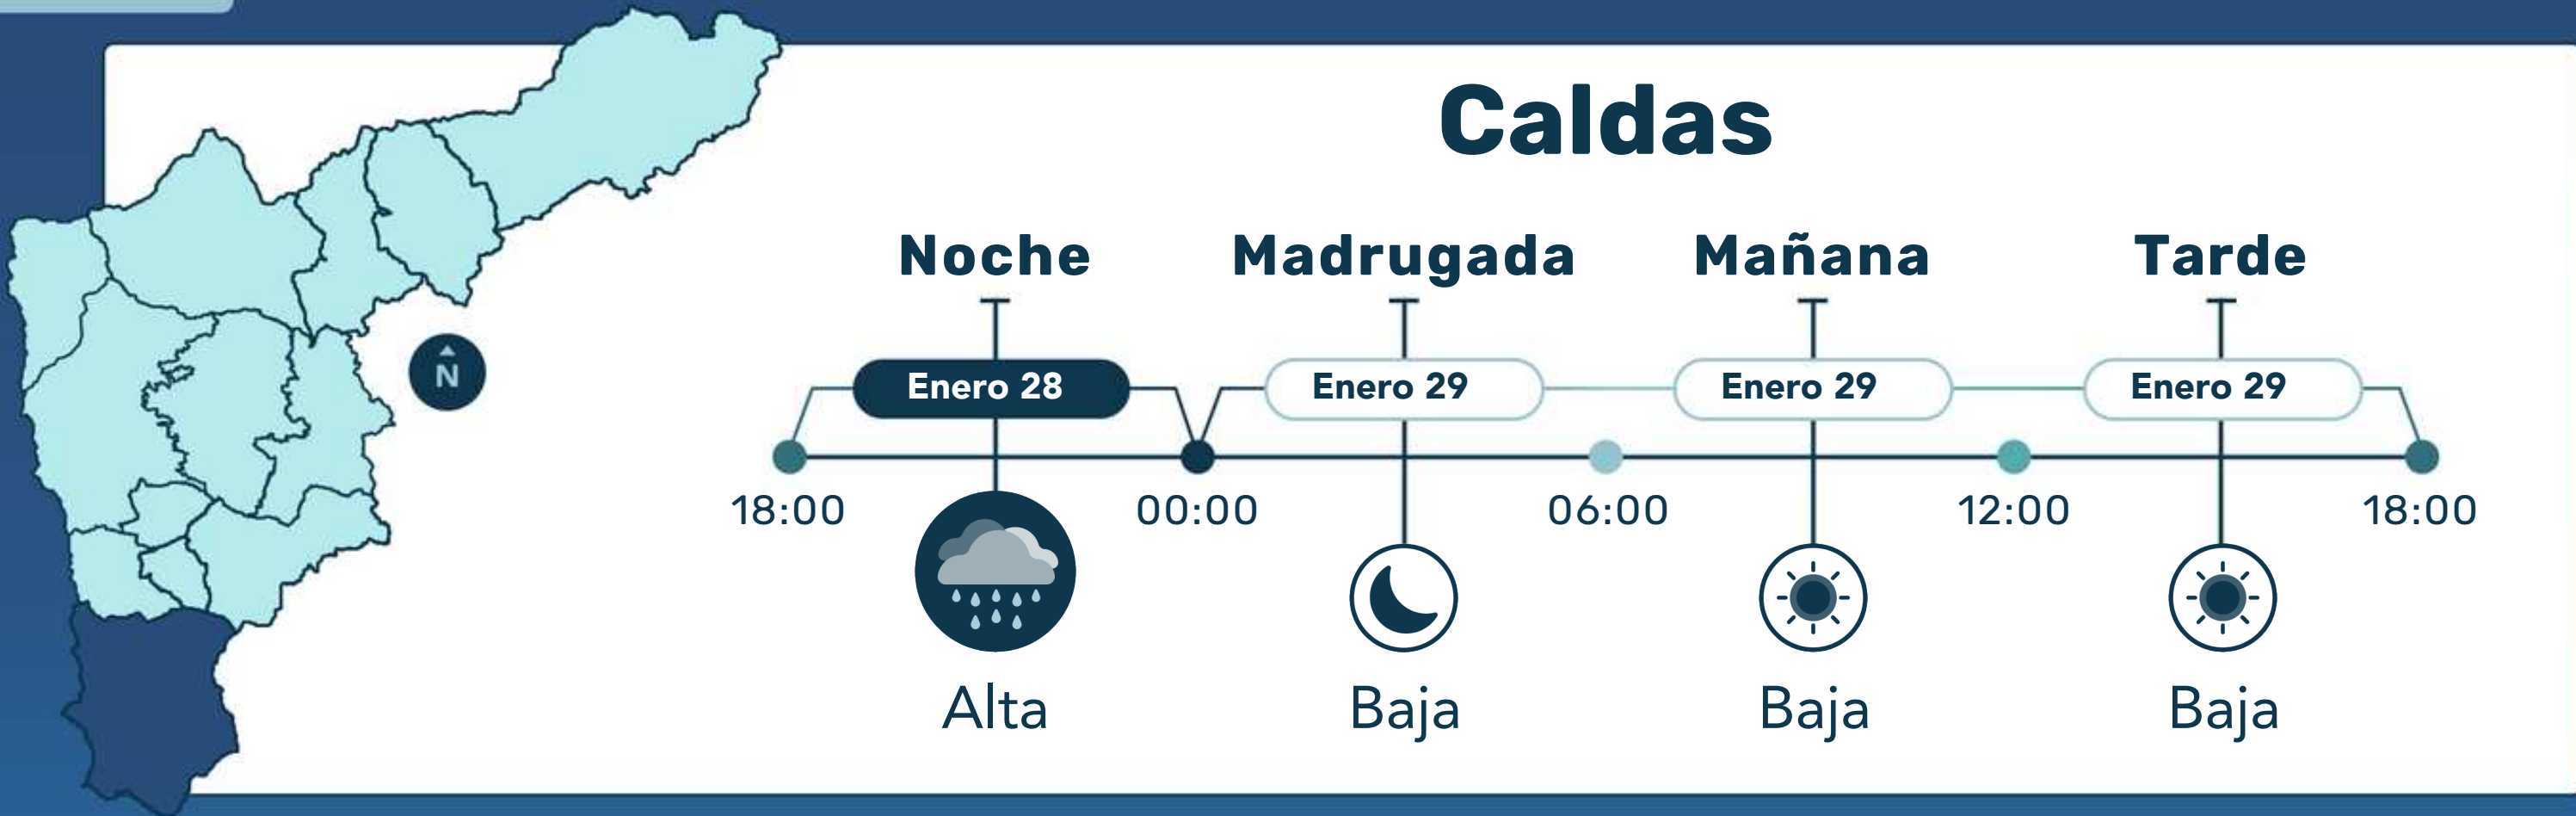 Caldas
Noche Madrugada Mañana Tarde
Enero 28 Enero 29 Enero 29 Enero 29
N
18:00 00:00 06:00 12:00 18:00
Alta Baja Baja Baja